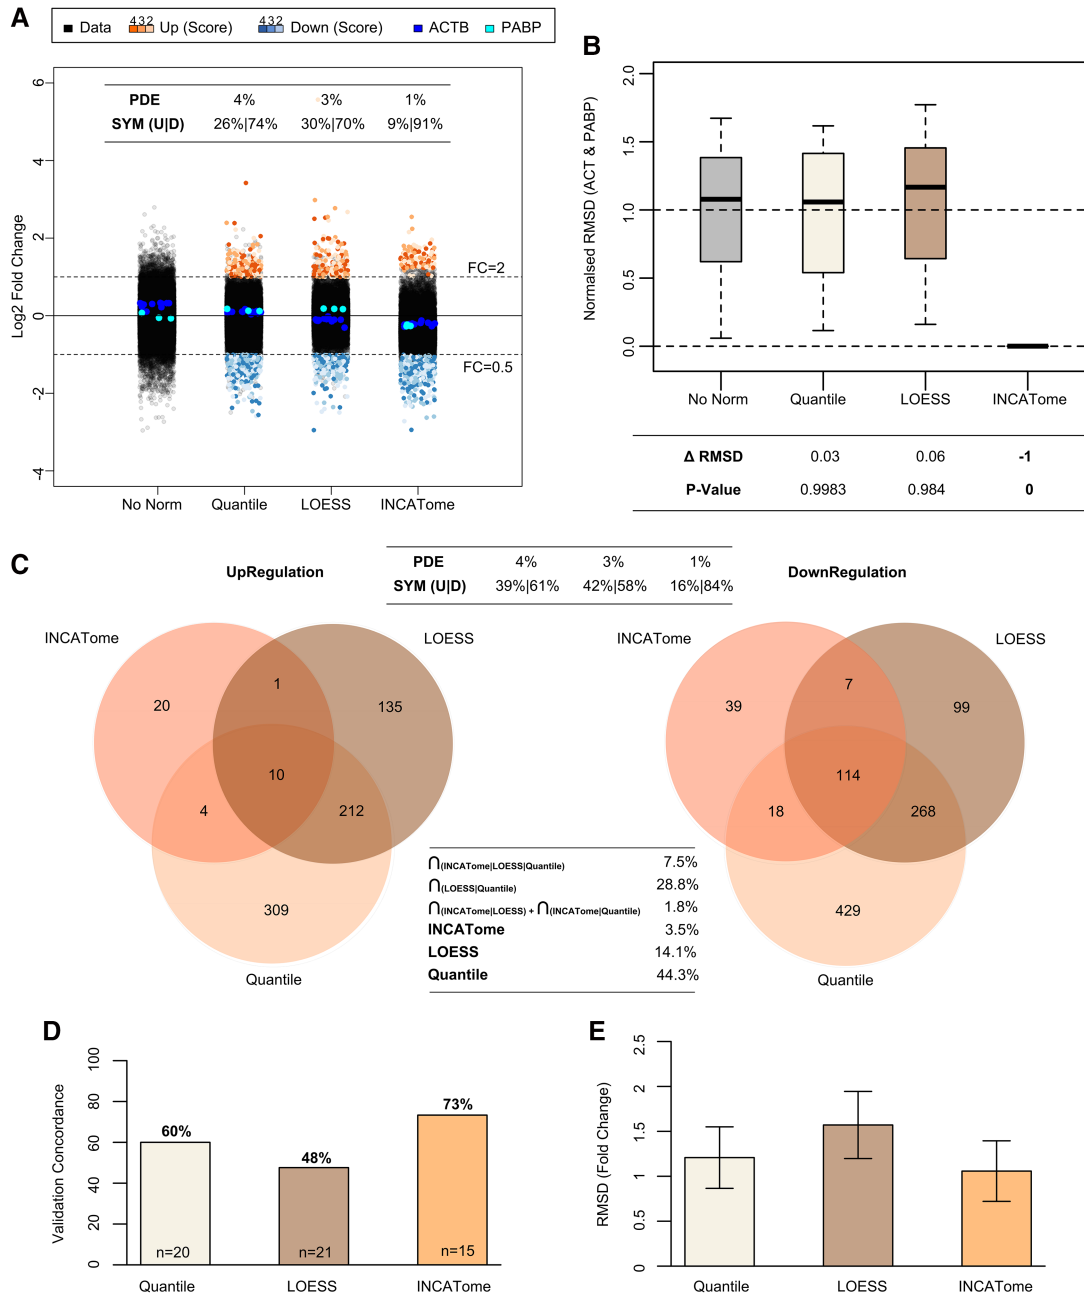 A
432 432
Data Up (Score) Down (Score) ACTB PABP
6
4
2
0
-2
-4
Log2 Fold Change
PDE 4% 3% 1%
SYM (U|D) 26%|74% 30%|70% 9%|91%
FC=2
FC=0.5
No Norm Quantile LOESS INCATome
B
2.0
1.5
1.0
0.5
0.0
Normalised RMSD (ACT & PABP)
No Norm Quantile LOESS INCATome
Δ RMSD 0.03 0.06 -1
P-Value 0.9983 0.984 0
C
PDE 4% 3% 1%
SYM (U|D) 39%|61% 42%|58% 16%|84%
UpRegulation
INCATome
LOESS
1
20
135
10
4
212
309
Quantile
DownRegulation
INCATome
LOESS
7
39
99
114
18
268
429
Quantile
⋂(INCATome|LOESS|Quantile) 7.5%
⋂(LOESS|Quantile) 28.8%
⋂(INCATome|LOESS) + ⋂(INCATome|Quantile) 1.8%
INCATome 3.5%
LOESS 14.1%
Quantile 44.3%
D
100
80
60
40
20
0
Validation Concordance
60%
48%
73%
n=20
n=21
n=15
Quantile LOESS INCATome
E
2.5
2
1.5
1
0.5
0
RMSD (Fold Change)
Quantile LOESS INCATome